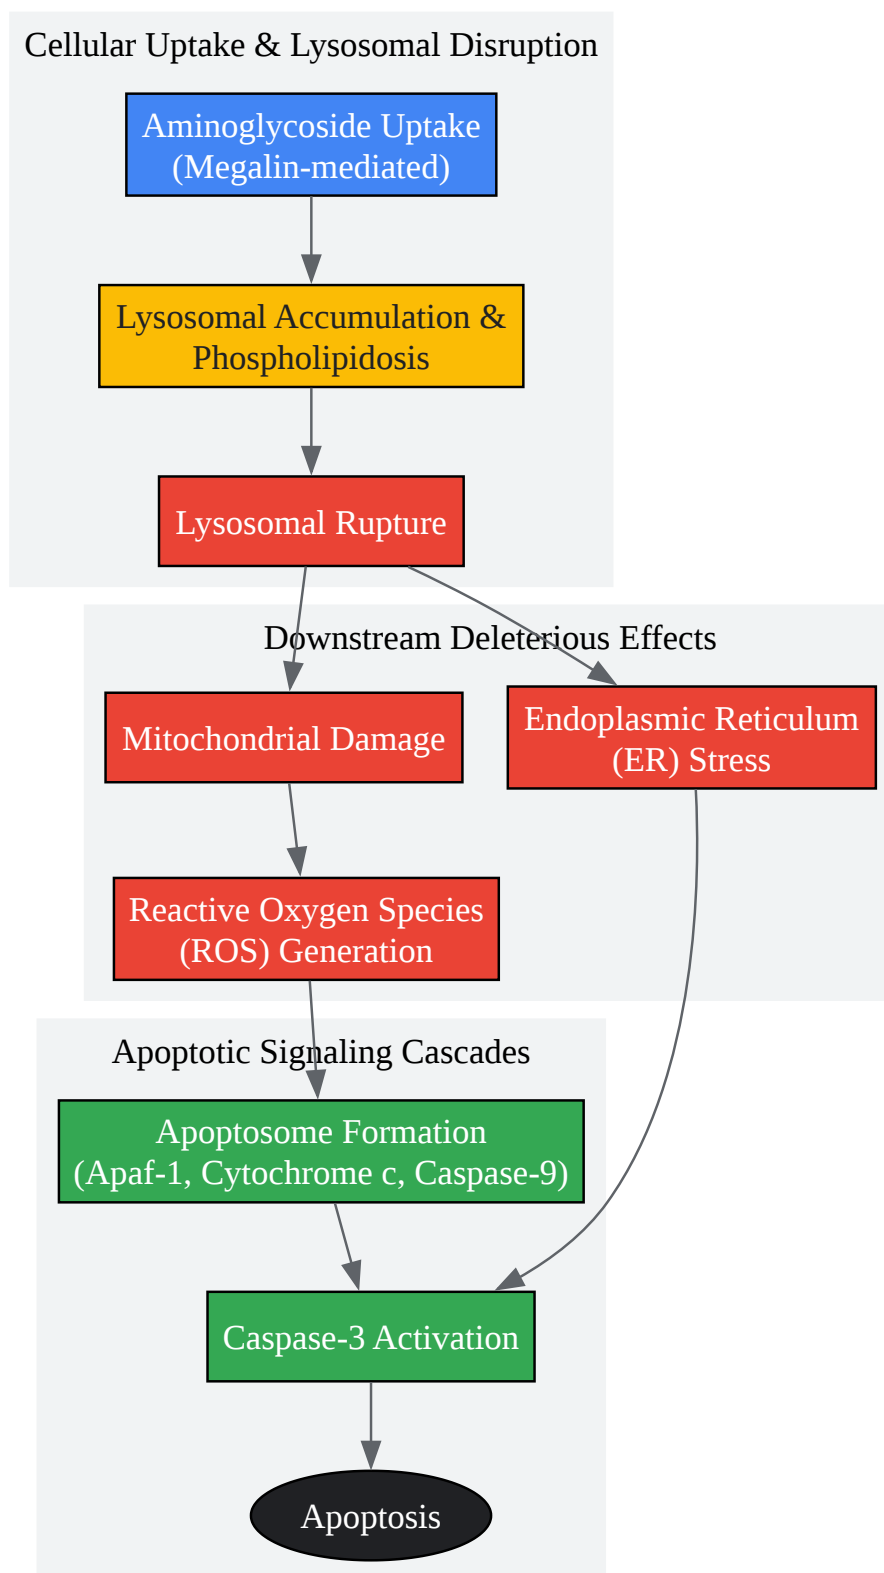 Cellular Uptake & Lysosomal Disruption
Aminoglycoside Uptake
(Megalin-mediated)
Lysosomal Accumulation &
Phospholipidosis
Lysosomal Rupture
Downstream Deleterious Effects
Mitochondrial Damage
Endoplasmic Reticulum
(ER) Stress
Reactive Oxygen Species
(ROS) Generation
Apoptotic Signaling Cascades
Apoptosome Formation
(Apaf-1, Cytochrome c, Caspase-9)
Caspase-3 Activation
Apoptosis